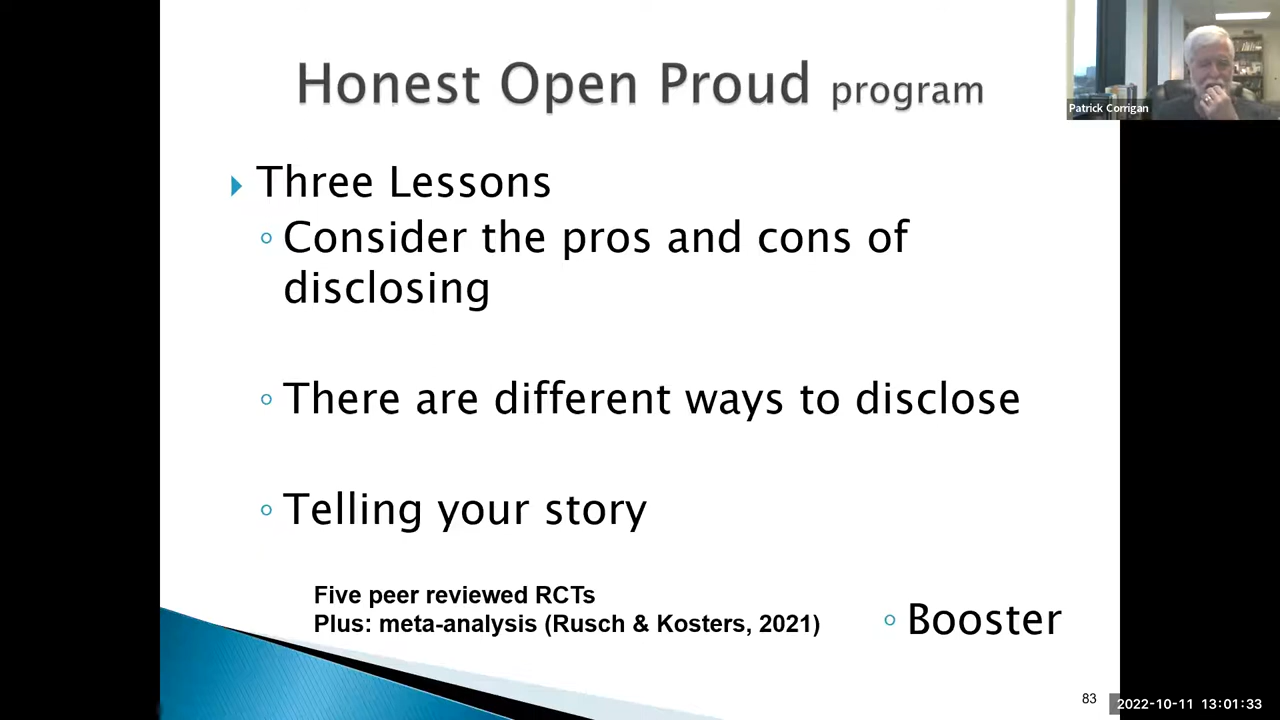 Honest Open Proud program
Patrick Corrigan
Three Lessons
Consider the pros and cons of
disclosing
There are different ways to disclose
Telling your story
Five peer reviewed RCTs
Plus: meta-analysis (Rusch & Kosters, 2021)
Booster
83
2022-10-11 13:01:33